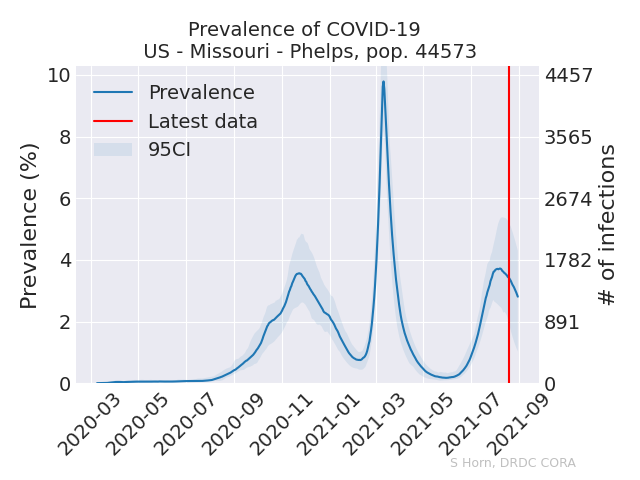 Prevalence of COVID-19
US - Missouri - Phelps, pop. 44573
Prevalence
Latest data
95CI
Prevalence (%)
10
8
6
4
2
0
# of infections
4457
3565
2674
1782
891
0
2020-03
2020-05
2020-07
2020-09
2020-11
2021-01
2021-03
2021-05
2021-07
2021-09
S Horn, DRDC CORA